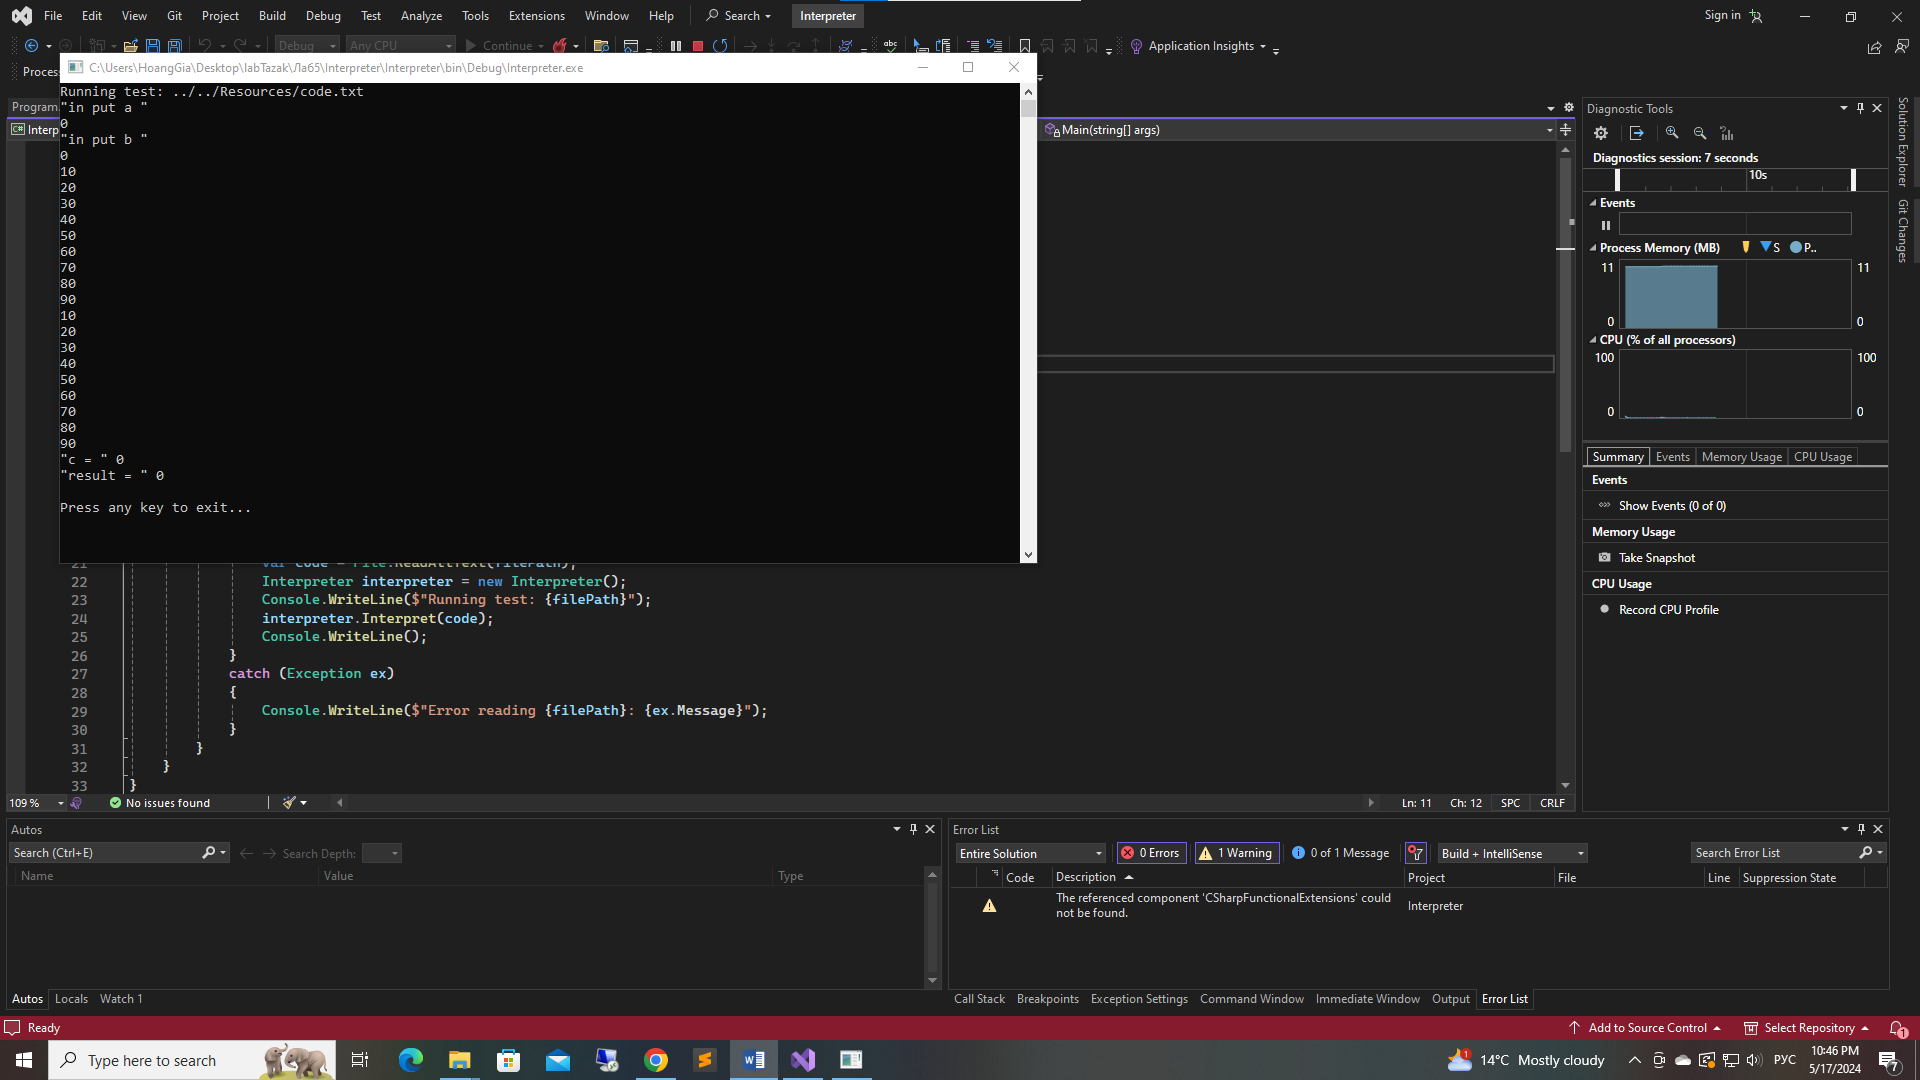 File Edit View Git Project Build Debug Test Analyze Tools Extensions Window Help Search Interpreter Sign in
Debug Any CPU Continue Application Insights
Proces
C:\Users\HoangGia\Desktop\labTazak\Ла65\Interpreter\Interpreter\bin\Debug\Interpreter.exe
Running test: ../../Resources/code.txt
"in put a "
0
"in put b "
0
10
20
30
40
50
60
70
80
90
10
20
30
40
50
60
70
80
90
"c = " 0
"result = " 0
Press any key to exit...
Program.
Interp
Main(string[] args)
22 Interpreter interpreter = new Interpreter();
23 Console.WriteLine($"Running test: {filePath}");
24 interpreter.Interpret(code);
25 Console.WriteLine();
26 }
27 catch (Exception ex)
28 {
29 Console.WriteLine($"Error reading {filePath}: {ex.Message}");
30 }
31 }
32 }
33 }
109 % No issues found Ln: 11 Ch: 12 SPC CRLF
Diagnostic Tools
Diagnostics session: 7 seconds
10s
Events
Process Memory (MB) S P..
11 11
0 0
CPU (% of all processors)
100 100
0 0
Summary Events Memory Usage CPU Usage
Events
Show Events (0 of 0)
Memory Usage
Take Snapshot
CPU Usage
Record CPU Profile
Solution Explorer
Git Changes
Autos
Search (Ctrl+E) Search Depth:
Name Value Type
Autos Locals Watch 1
Error List
Entire Solution 0 Errors 1 Warning 0 of 1 Message Build + IntelliSense Search Error List
Code Description Project File Line Suppression State
The referenced component 'CSharpFunctionalExtensions' could
not be found.
Interpreter
Call Stack Breakpoints Exception Settings Command Window Immediate Window Output Error List
Ready Add to Source Control Select Repository 1
Type here to search 1 14°C Mostly cloudy РУС 10:46 PM
5/17/2024 7